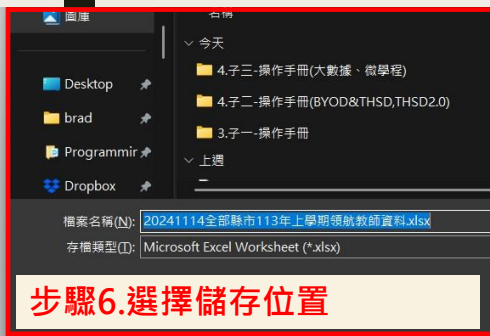 圖庫
名稱
今天
4.子三-操作手冊(大數據、微學程)
Desktop
4.子二-操作手冊(BYOD&THSD,THSD2.0)
brad
3.子一-操作手冊
Programmir
上週
Dropbox
檔案名稱(N): 20241114全部縣市113年上學期領航教師資料.xlsx
存檔類型(T): Microsoft Excel Worksheet (*.xlsx)
步驟6.選擇儲存位置